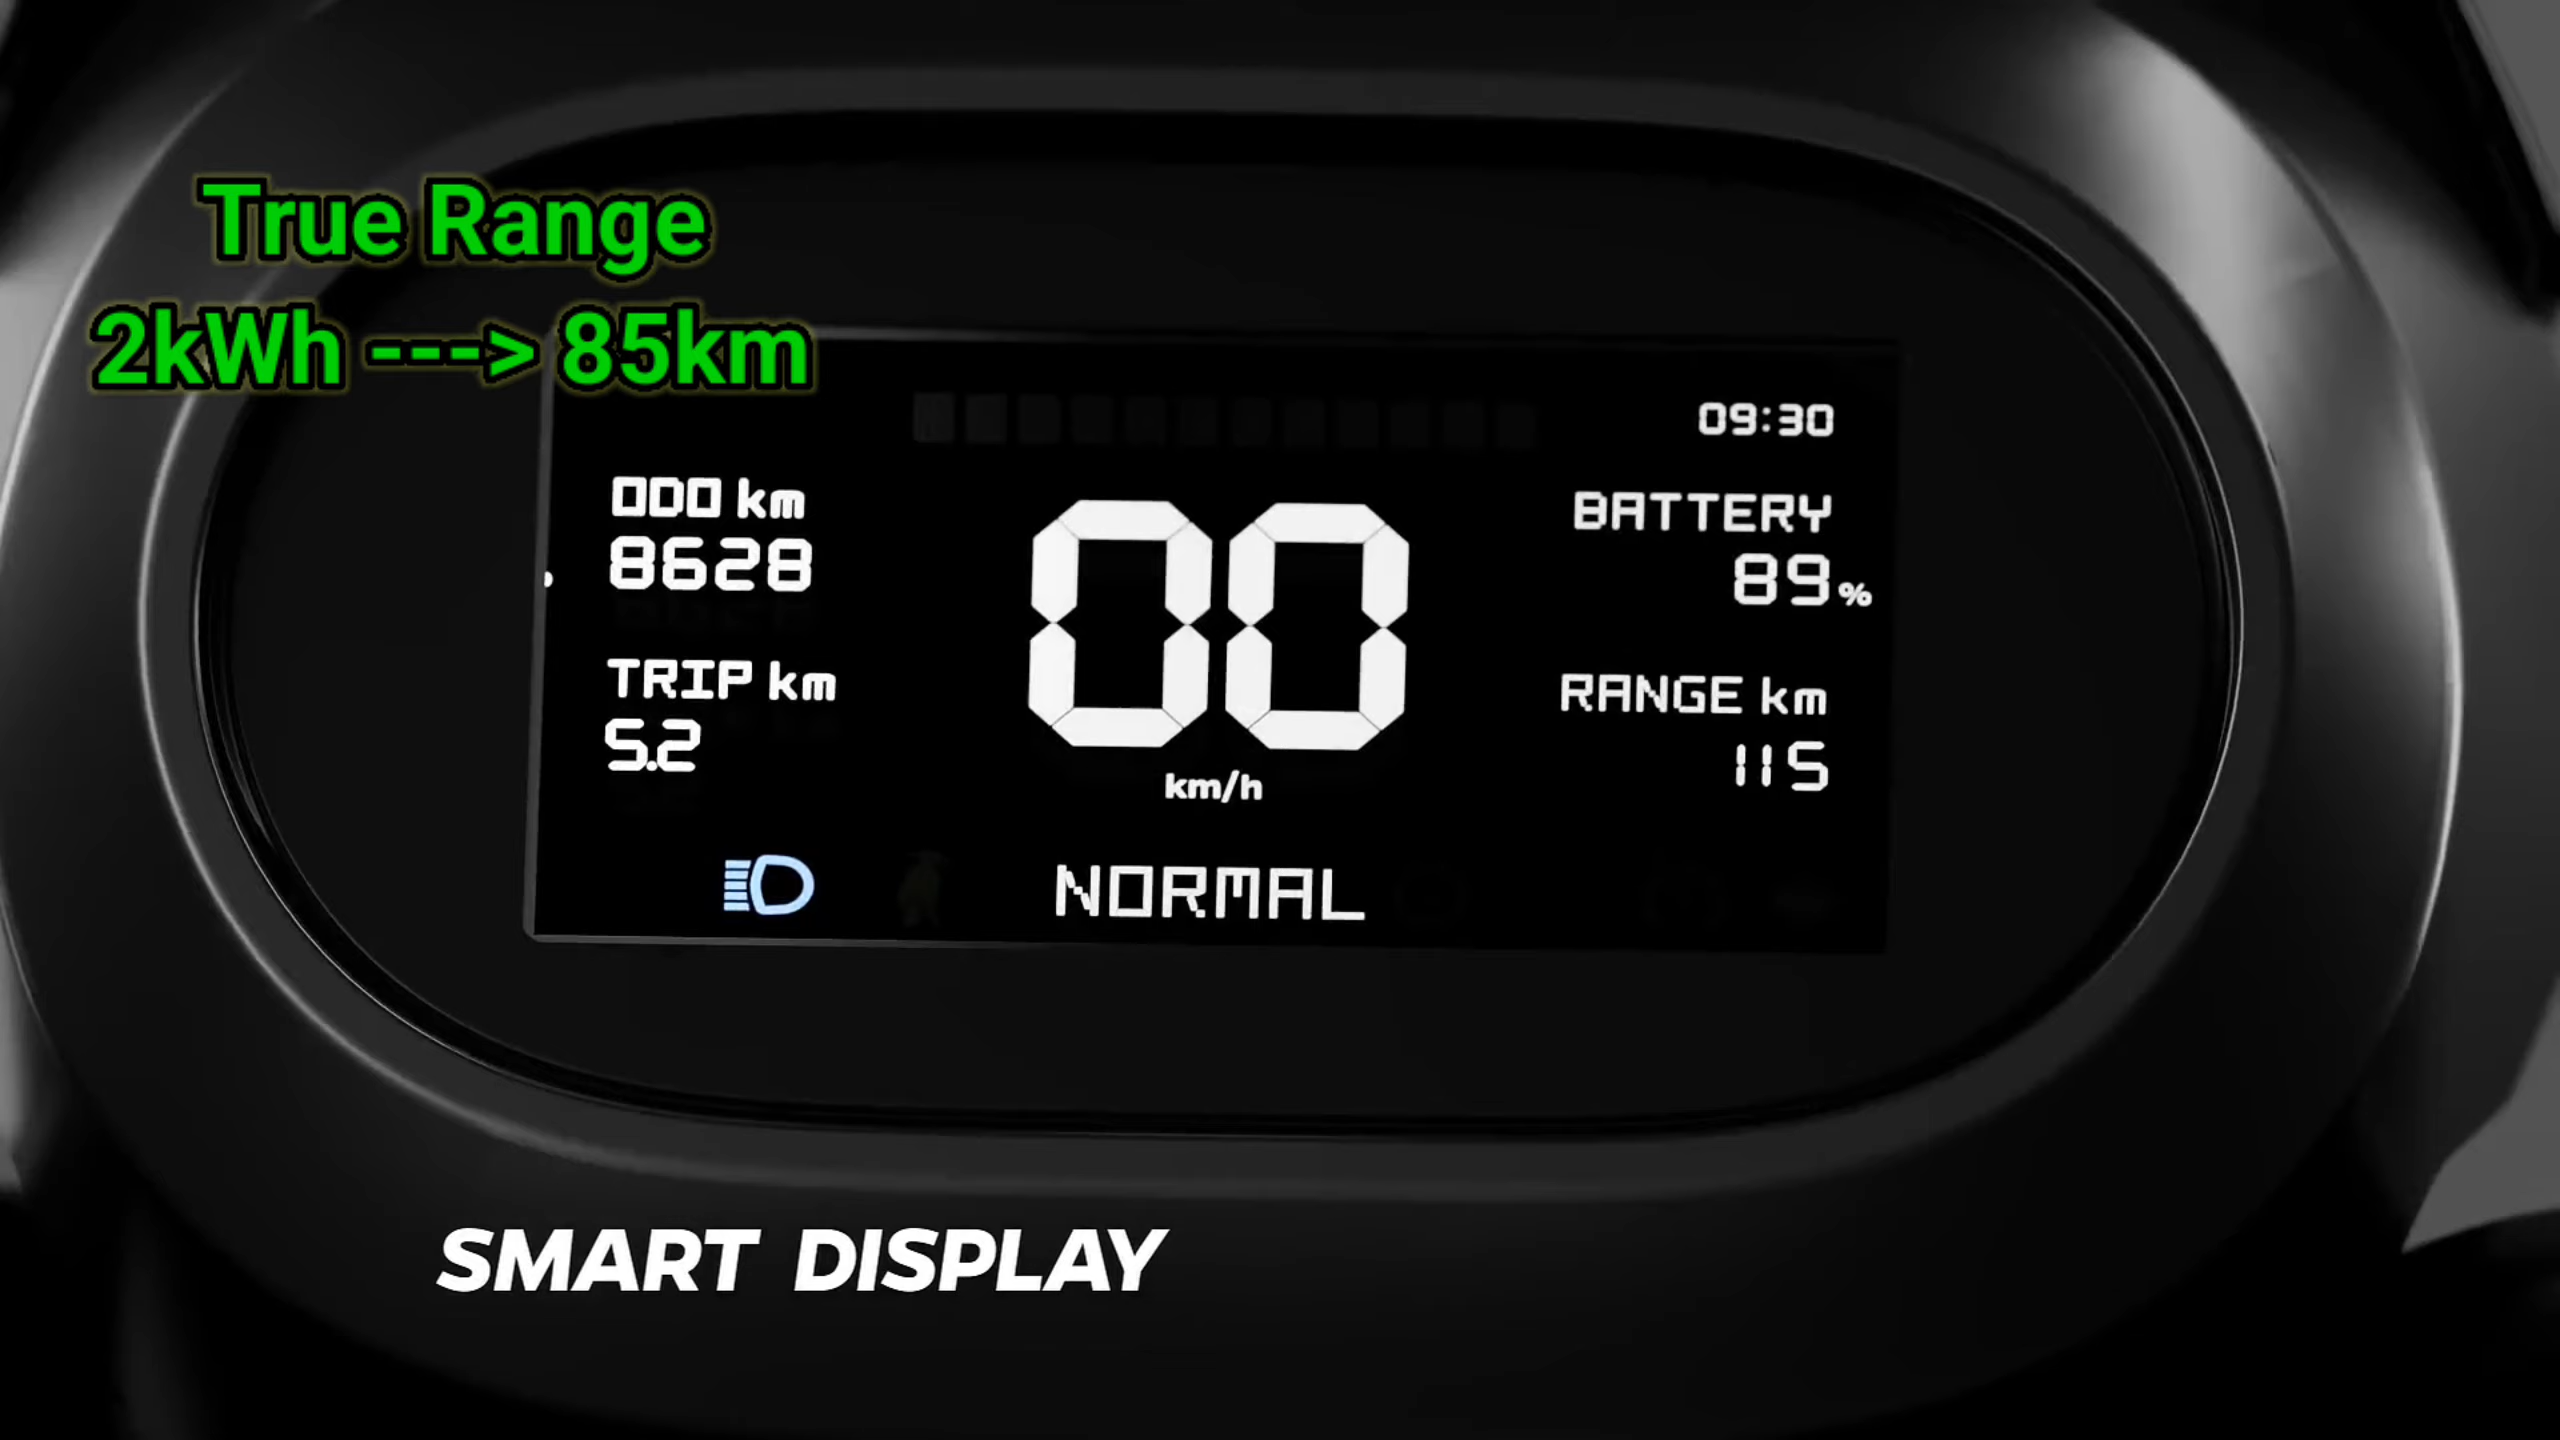 True Range
2kWh ---> 85km
09:30
ODO km
8628
TRIP km
5.2
00
km/h
BATTERY
89%
RANGE km
115
NORMAL
SMART DISPLAY